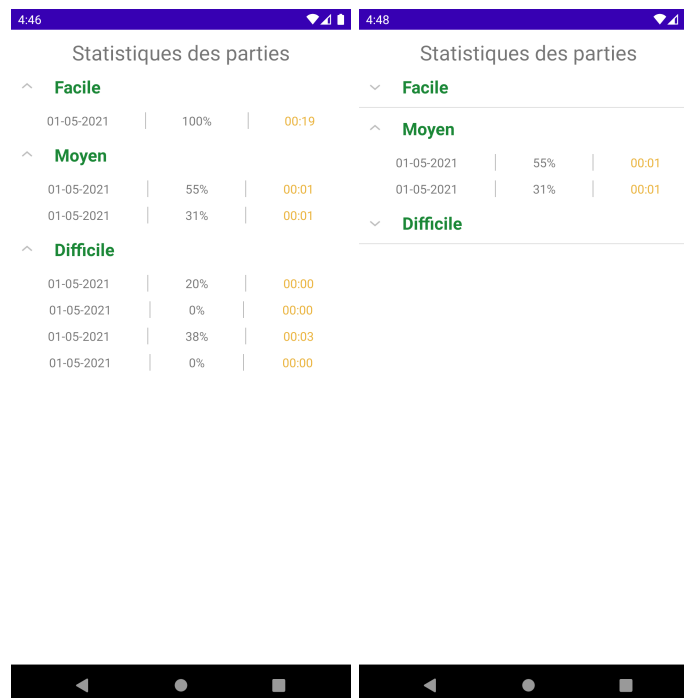 4:46
Statistiques des parties
Facile
01-05-2021 100% 00:19
Moyen
01-05-2021 55% 00:01
01-05-2021 31% 00:01
Difficile
01-05-2021 20% 00:00
01-05-2021 0% 00:00
01-05-2021 38% 00:03
01-05-2021 0% 00:00
4:48
Statistiques des parties
Facile
Moyen
01-05-2021 55% 00:01
01-05-2021 31% 00:01
Difficile